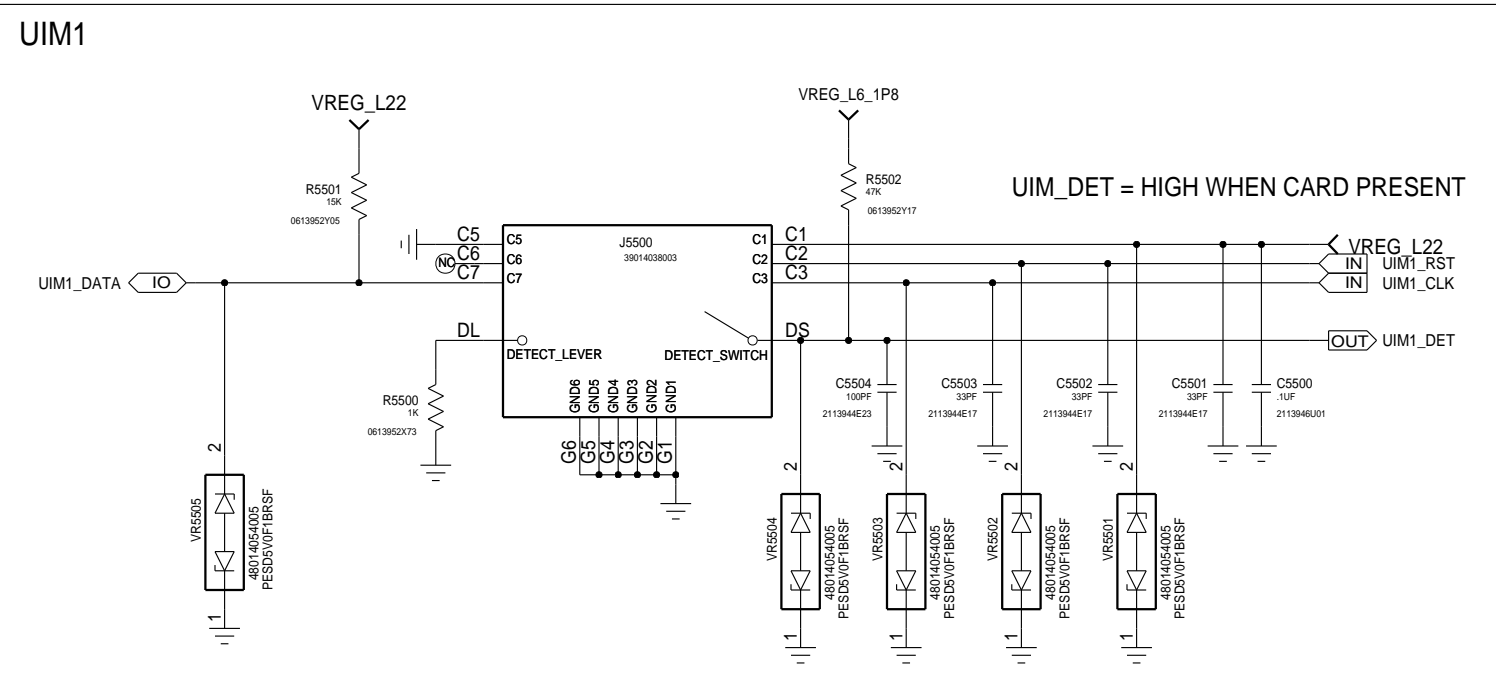 UIM1
VREG_L22
VREG_L6_1P8
R5501
15K
0613952Y05
R5502
47K
0613952Y17
UIM_DET = HIGH WHEN CARD PRESENT
C5
C6
C7
NC
C5
C6
C7
J5500
39014038003
C1
C2
C3
C1
C2
C3
VREG_L22
IN UIM1_RST
IN UIM1_CLK
UIM1_DATA IO
DL
DETECT_LEVER
DETECT_SWITCH
DS
OUT UIM1_DET
R5500
1K
0613952X73
GND6
GND5
GND4
GND3
GND2
GND1
G6
G5
G4
G3
G2
G1
C5504
100PF
2113944E23
C5503
33PF
2113944E17
C5502
33PF
2113944E17
C5501
33PF
2113944E17
C5500
.1UF
2113946U01
2
VR5505
48014054005
PESD5V0F1BRSF
1
2
VR5504
48014054005
PESD5V0F1BRSF
1
2
VR5503
48014054005
PESD5V0F1BRSF
1
2
VR5502
48014054005
PESD5V0F1BRSF
1
2
VR5501
48014054005
PESD5V0F1BRSF
1